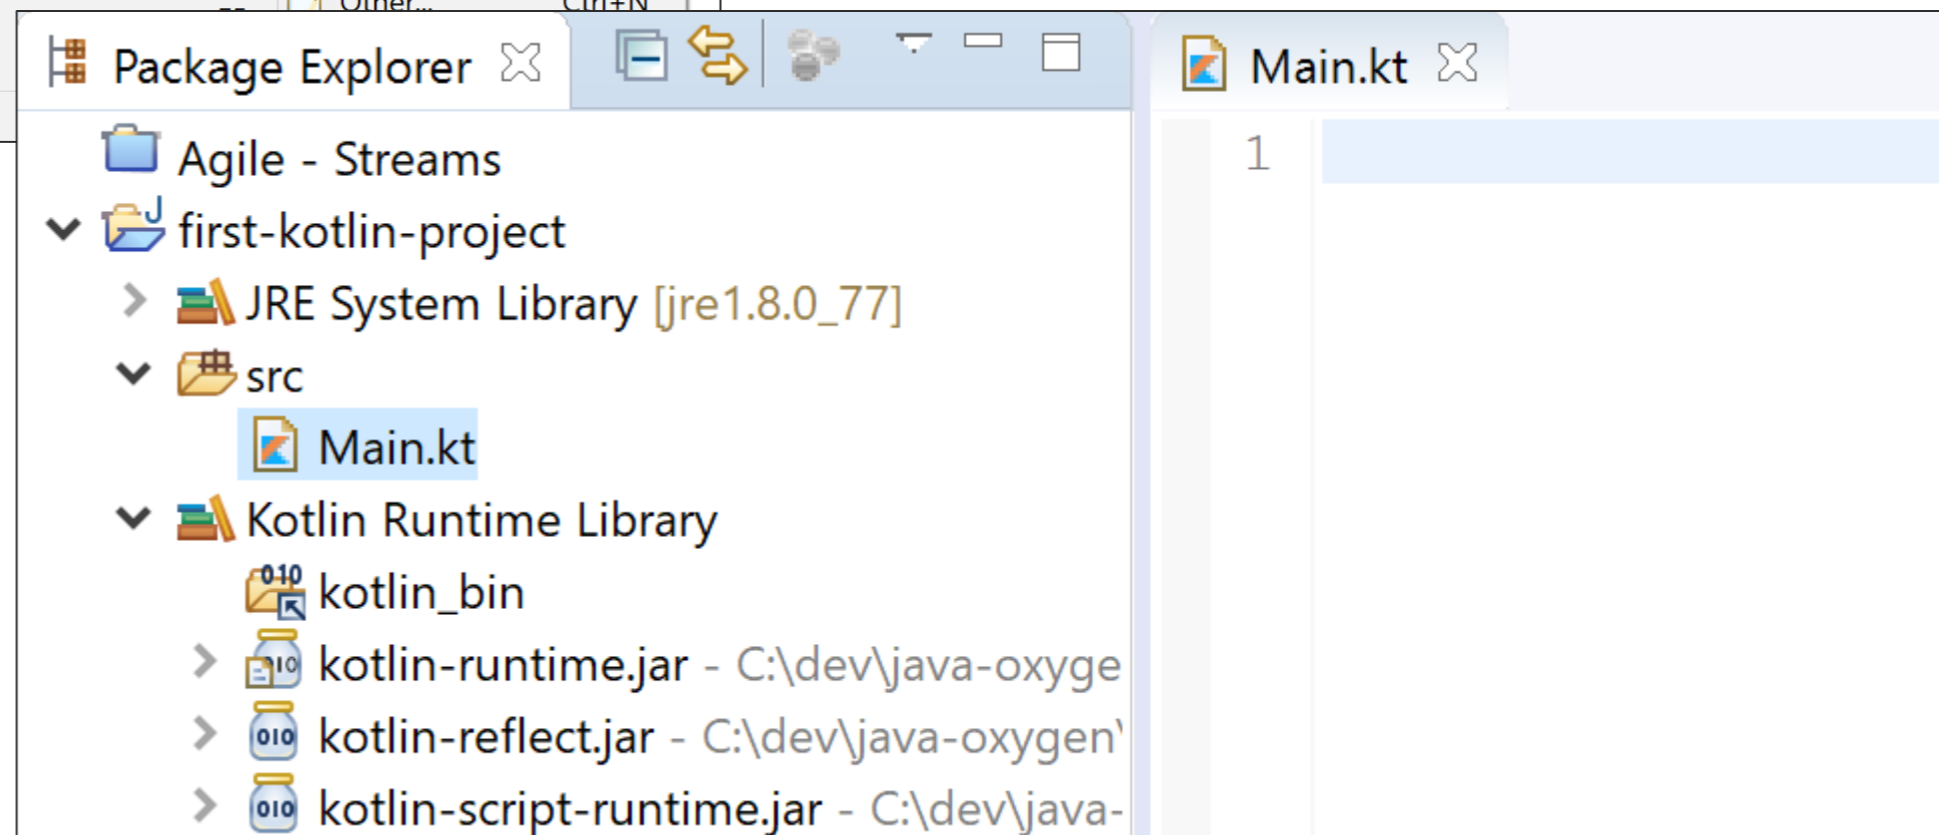 Other... Ctrl+N
Package Explorer
Main.kt
Agile - Streams
1
first-kotlin-project
JRE System Library [jre1.8.0_77]
src
Main.kt
Kotlin Runtime Library
kotlin_bin
kotlin-runtime.jar - C:\dev\java-oxyge
kotlin-reflect.jar - C:\dev\java-oxygen\
kotlin-script-runtime.jar - C:\dev\java-